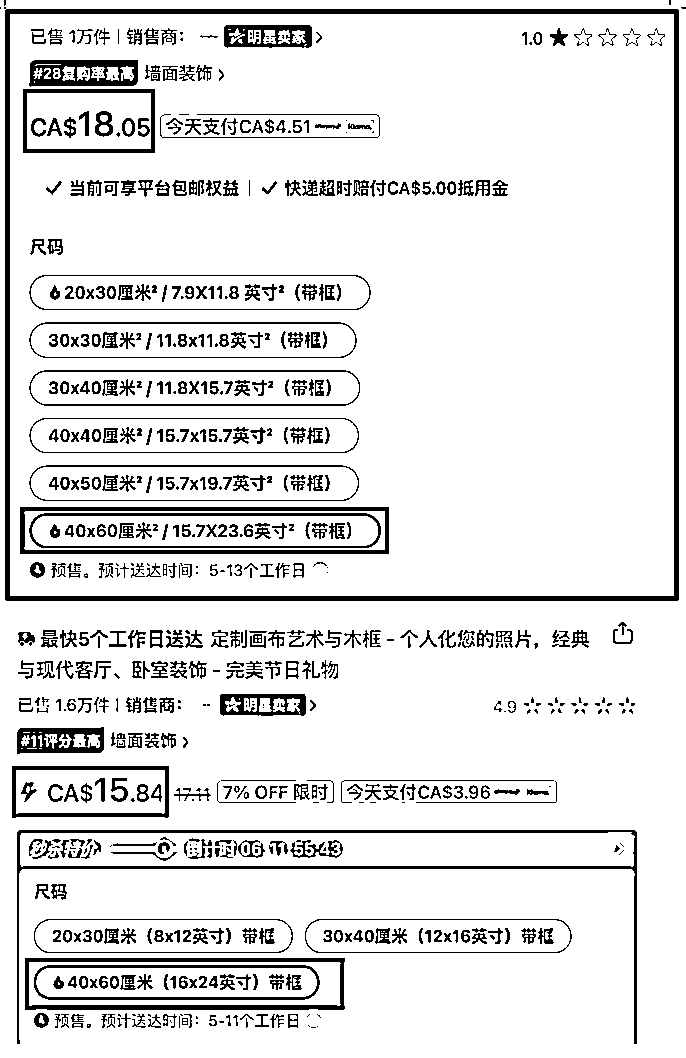 已售 1万件 | 销售商： 明星卖家 › 1.0
#28复购率最高 墙面装饰 ›
CA$18.05 今天支付CA$4.51 Klarna
当前可享平台包邮权益 | 快递超时赔付CA$5.00抵用金
尺码
20x30厘米² / 7.9X11.8 英寸²（带框）
30x30厘米² / 11.8x11.8英寸²（带框）
30x40厘米² / 11.8X15.7英寸²（带框）
40x40厘米² / 15.7x15.7英寸²（带框）
40x50厘米² / 15.7x19.7英寸²（带框）
40x60厘米² / 15.7X23.6英寸²（带框）
预售。预计送达时间：5-13个工作日
最快5个工作日送达 定制画布艺术与木框 - 个人化您的照片，经典
与现代客厅、卧室装饰 - 完美节日礼物
已售 1.6万件 | 销售商： 明星卖家 › 4.9
#11评分最高 墙面装饰 ›
CA$15.84 17.11 7% OFF 限时 今天支付CA$3.96
秒杀特价 倒计时 06:11:55:43
尺码
20x30厘米（8x12英寸）带框 30x40厘米（12x16英寸）带框
40x60厘米（16x24英寸）带框
预售。预计送达时间：5-11个工作日